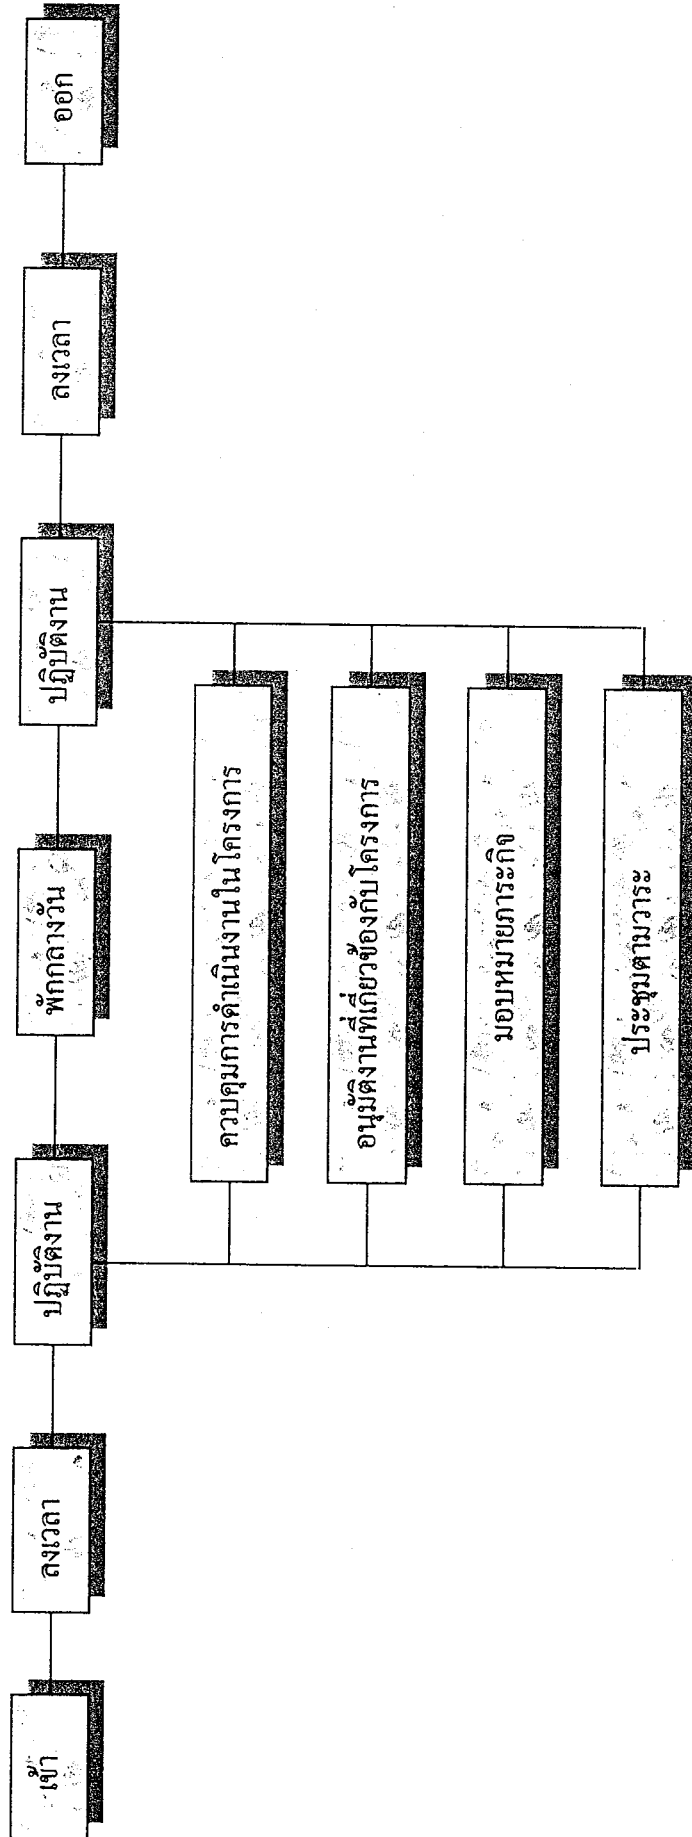 เข้า
ลงเวลา
ปฏิบัติงาน
พักกลางวัน
ปฏิบัติงาน
ลงเวลา
ออก
ควบคุมการดำเนินงานในโครงการ
อนุมัติงานที่เกี่ยวข้องกับโครงการ
มอบหมายภาระกิจ
ประชุมตามวาระ